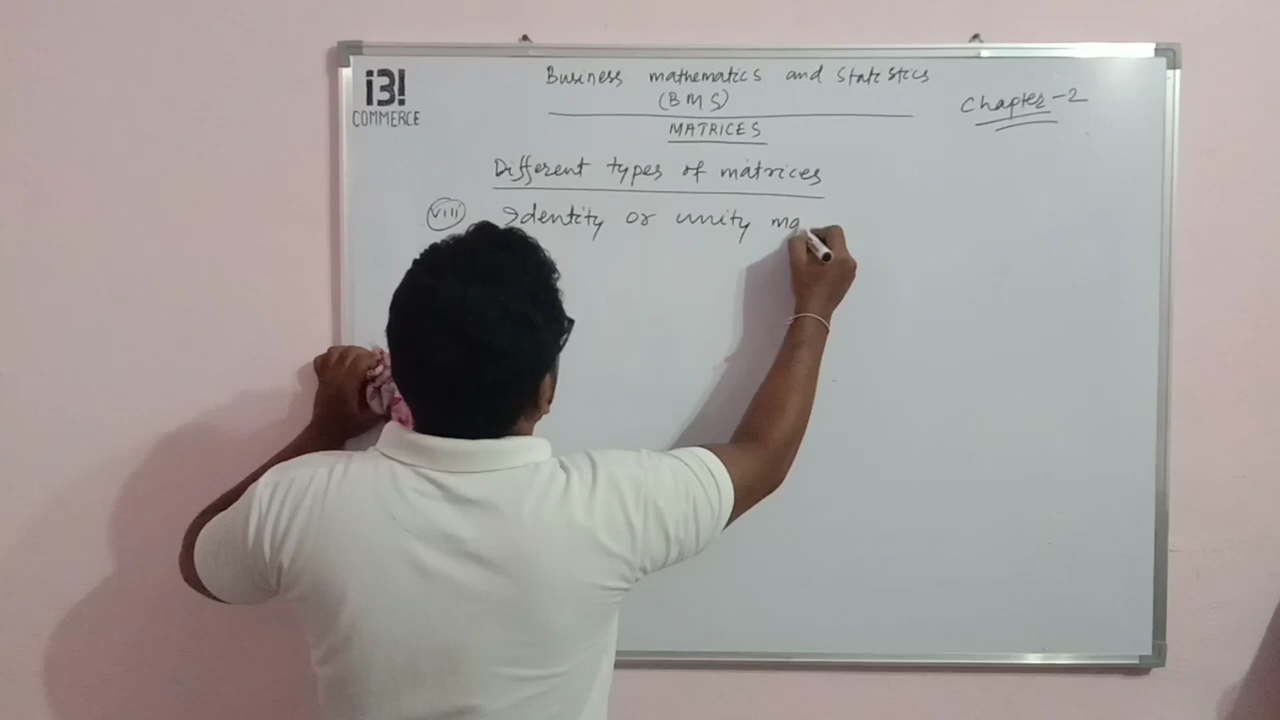 i3!
COMMERCE
Business mathematics and statistics
(BMS)
Chapter-2
MATRICES
Different types of matrices
viii Identity or unity ma